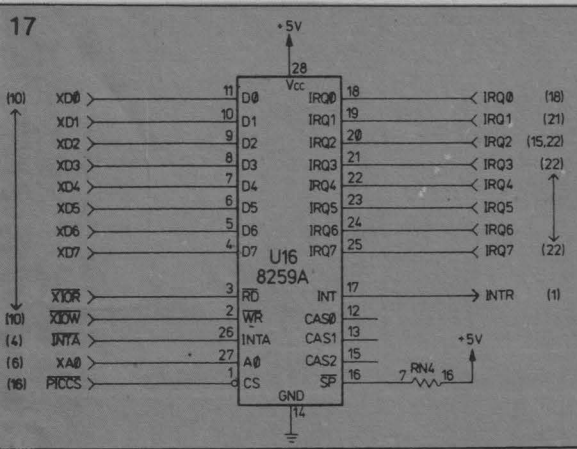 17
+5V
28
Vcc
(10) XD0 11 D0 IRQ0 18 IRQ0 (18)
XD1 10 D1 IRQ1 19 IRQ1 (21)
XD2 9 D2 IRQ2 20 IRQ2 (15,22)
XD3 8 D3 IRQ3 21 IRQ3 (22)
XD4 7 D4 IRQ4 22 IRQ4
XD5 6 D5 IRQ5 23 IRQ5
XD6 5 D6 IRQ6 24 IRQ6
XD7 4 D7 IRQ7 25 IRQ7 (22)
U16
8259A
XIOR 3 RD INT 17 INTR (1)
(10) XIOW 2 WR CAS0 12
(4) INTA 26 INTA CAS1 13 +5V
(6) XA0 27 A0 CAS2 15
(16) PICCS 1 CS SP 16 7 RN4 16
GND
14